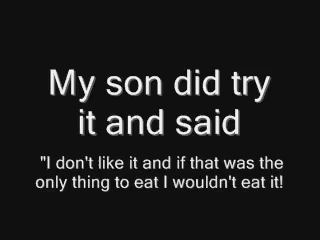 My son did try
it and said
"I don't like it and if that was the
only thing to eat I wouldn't eat it!